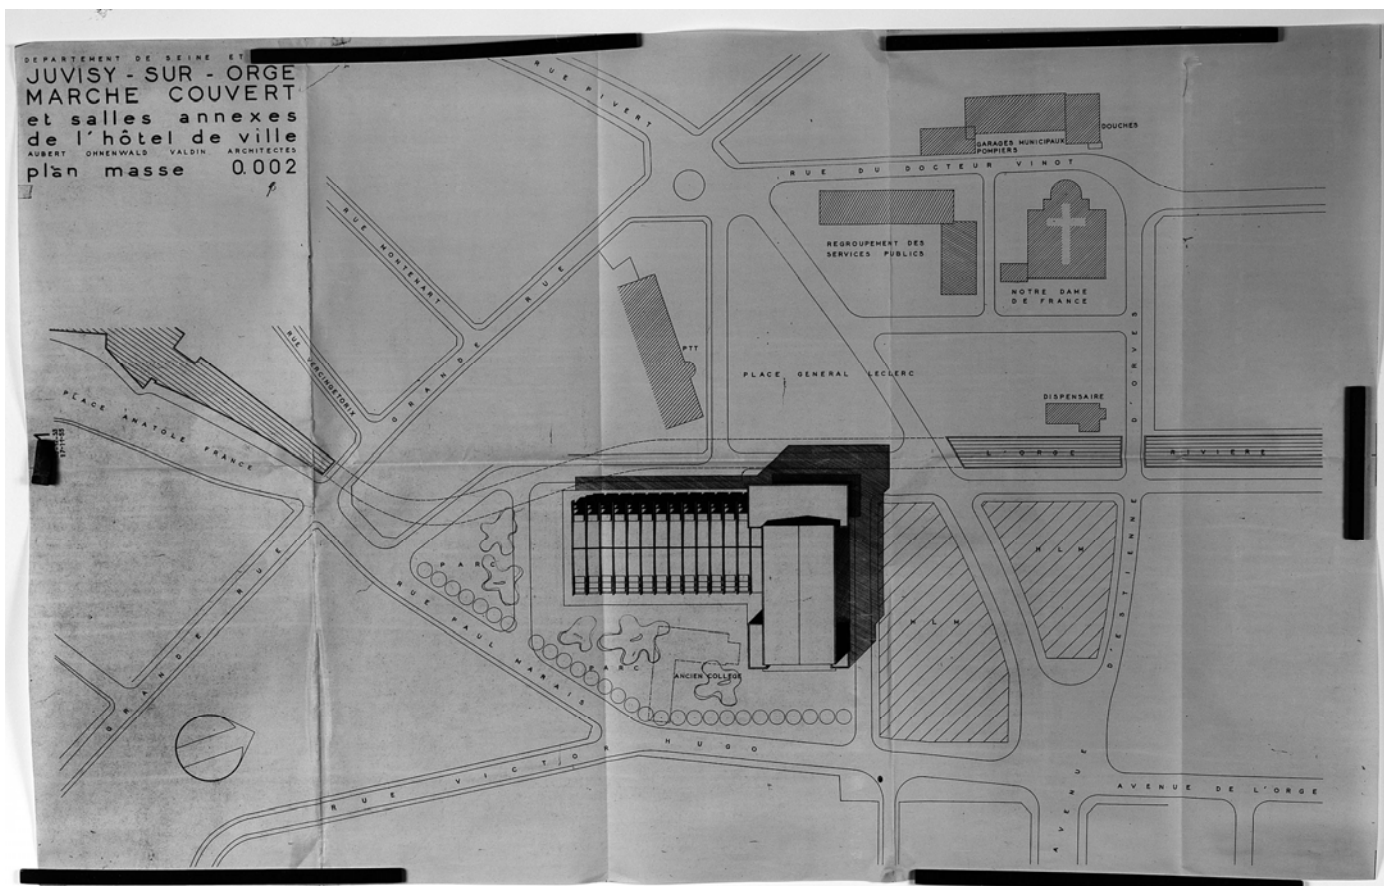 DEPARTEMENT DE SEINE ET
JUVISY - SUR - ORGE
MARCHE COUVERT
et salles annexes
de l'hôtel de ville
AUBERT OHNENWALD VALDIN ARCHITECTES
plan masse 0.002
RUE PIVERT
DOUCHES
GARAGES MUNICIPAUX
POMPIERS
RUE DU DOCTEUR VINOT
RUE MONTENART
REGROUPEMENT DES
SERVICES PUBLICS
NOTRE DAME
DE FRANCE
GRANDE RUE
RUE VERCINGETORIX
PTT
PLACE GENERAL LECLERC
DISPENSAIRE
PLACE ANATOLE FRANCE
L'ORGE
RIVIERE
PARC
HLM
HLM
RUE PAUL MARAIS
PARC
ANCIEN COLLEGE
GRANDE RUE
RUE VICTOR HUGO
AVENUE D'ESTIENNE D'ORVES
AVENUE DE L'ORGE